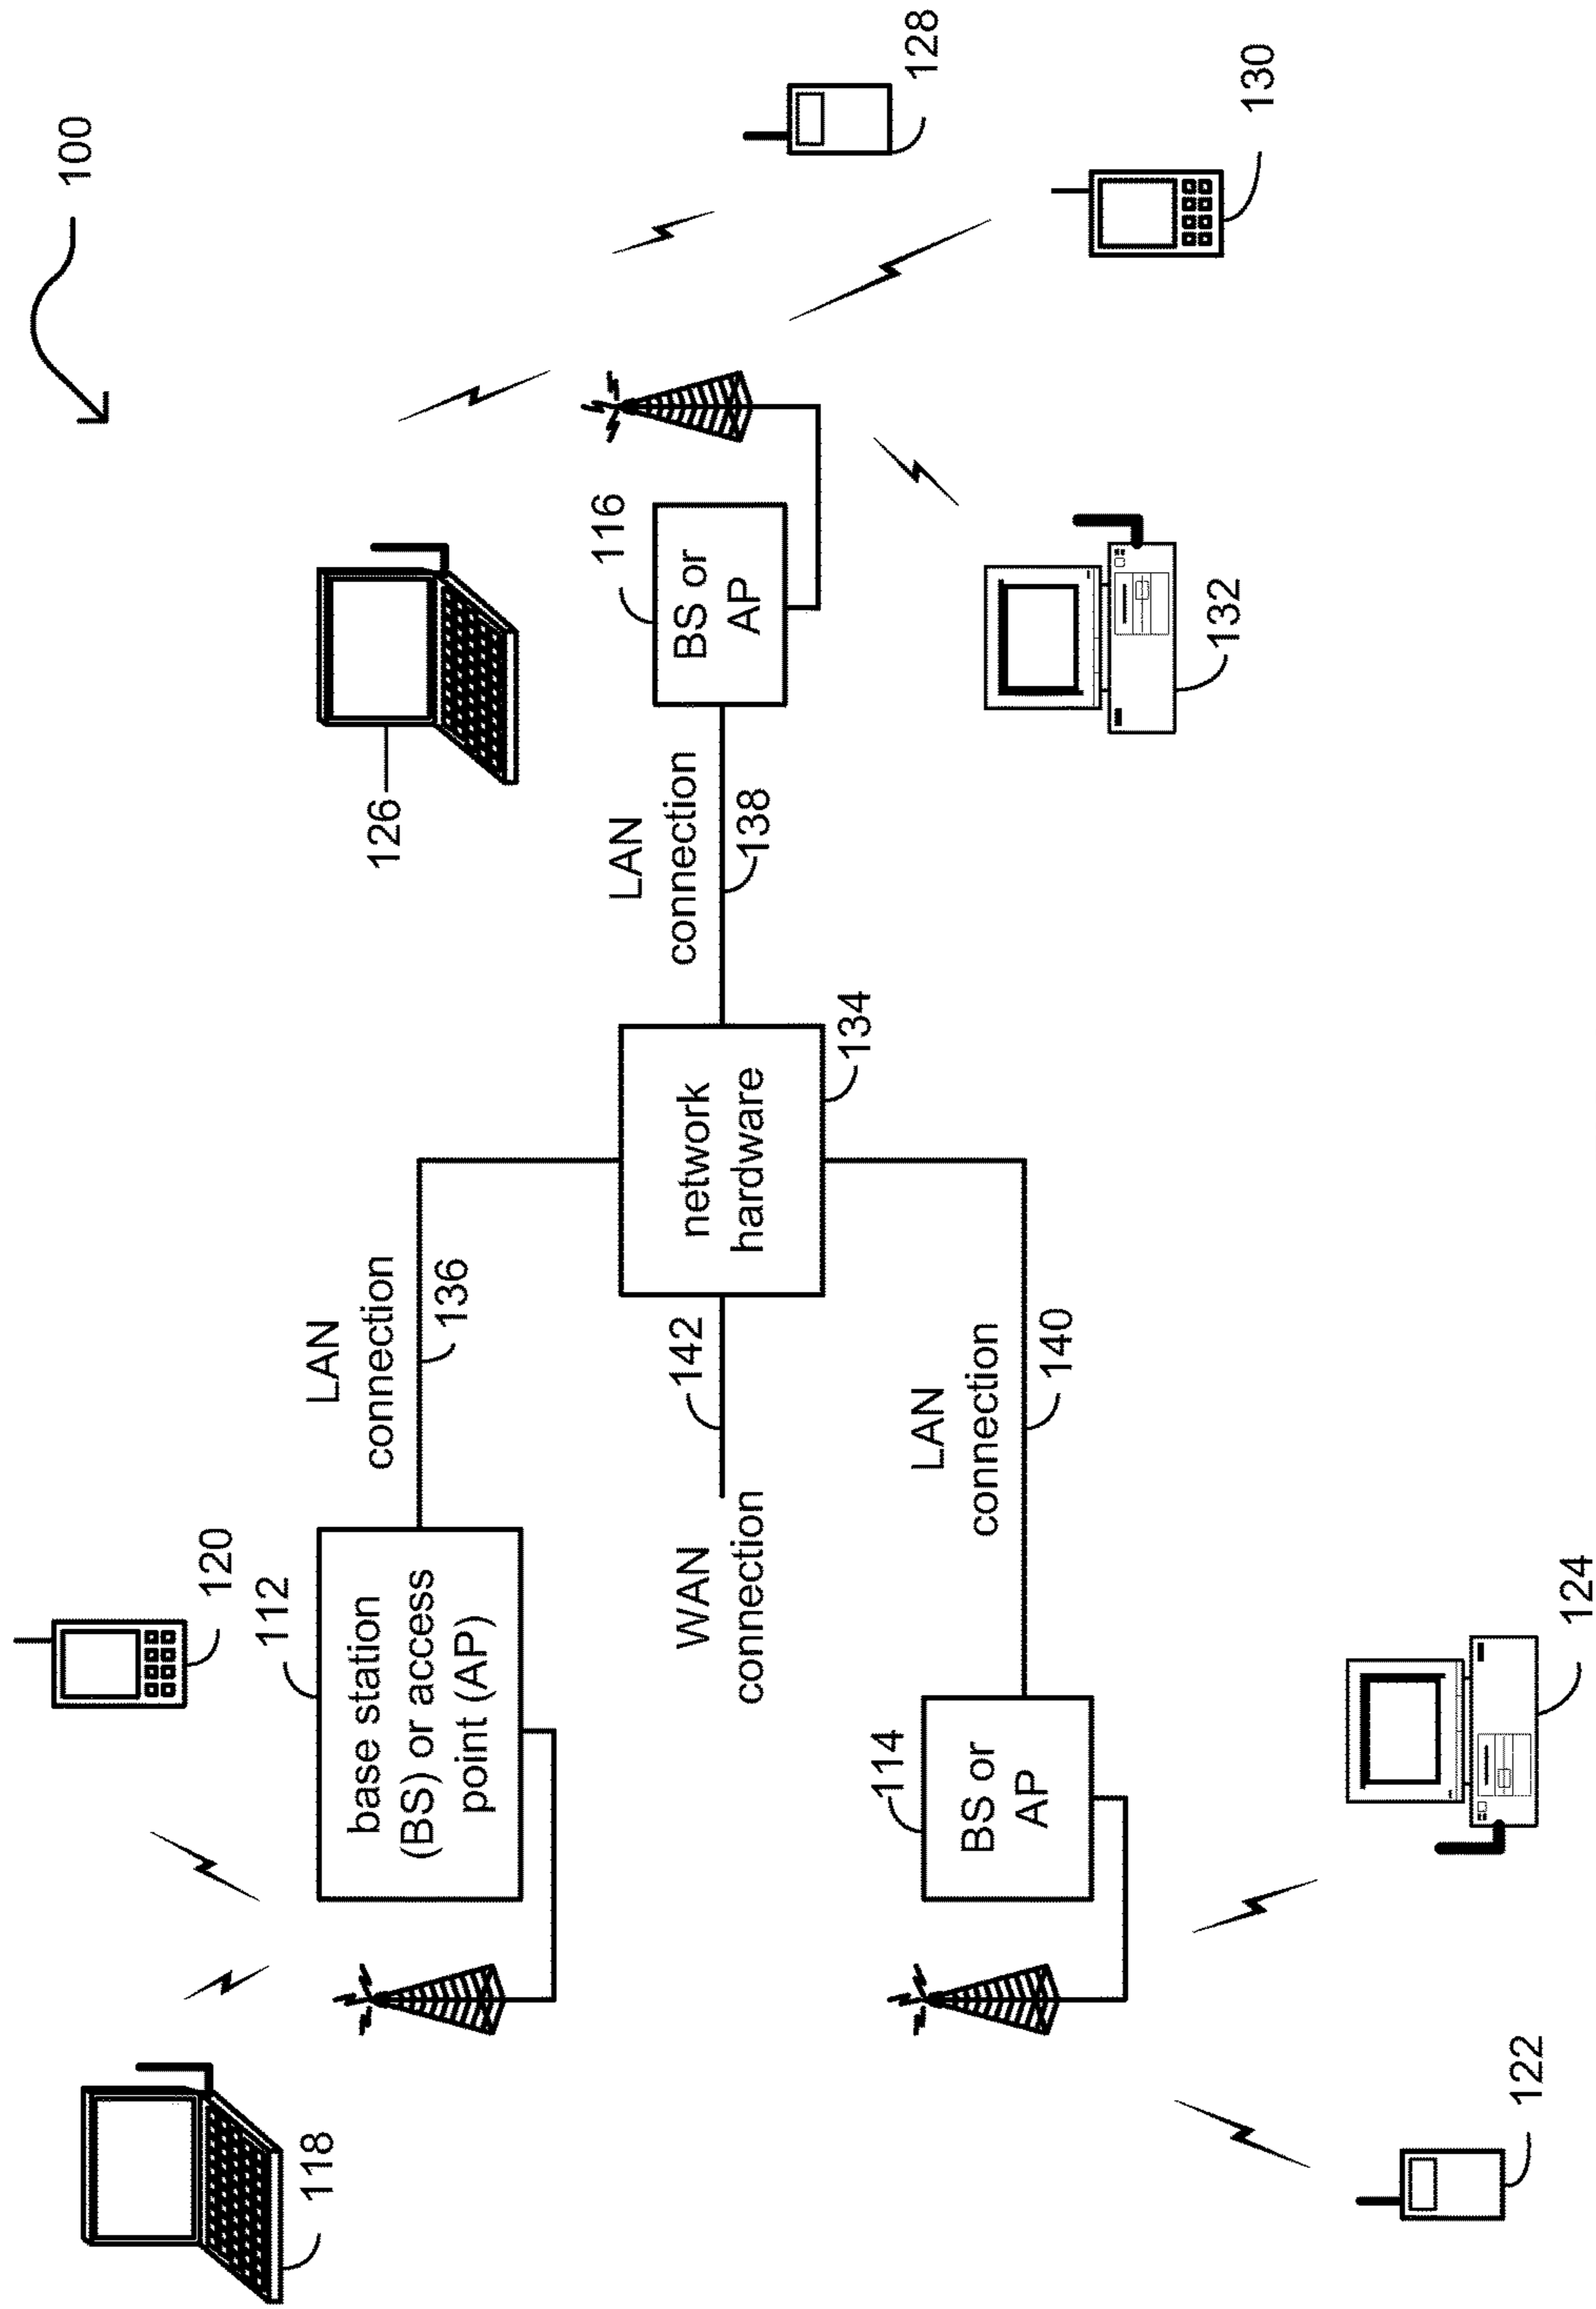 100
118
120
112
base station
(BS) or access
point (AP)
LAN
connection
136
126
116
BS or
AP
LAN
connection
138
128
130
132
network
hardware
134
142
WAN
connection
LAN
connection
140
114
BS or
AP
122
124